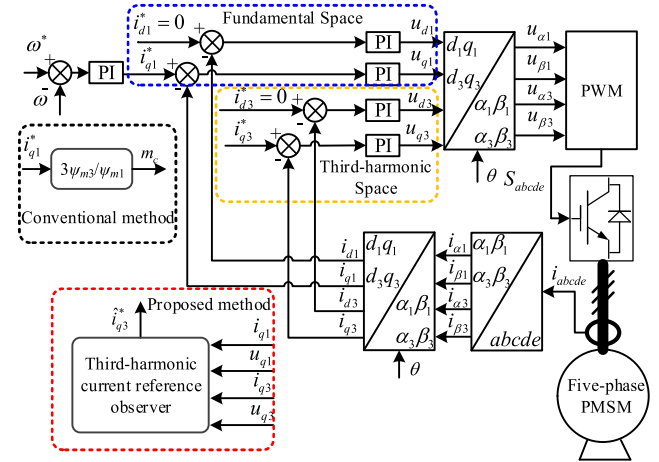 Fundamental Space
i*d1 = 0
ω*
+
-
ω
PI
i*q1
+
-
+
-
PI
PI
ud1
uq1
i*d3 = 0
i*q3
+
-
+
-
PI
PI
ud3
uq3
Third-harmonic
Space
d1q1
d3q3
α1β1
α3β3
θ
uα1
uβ1
uα3
uβ3
PWM
Sabcde
i*q1
3ψm3/ψm1
mc
Conventional method
id1
iq1
id3
iq3
d1q1
d3q3
α1β1
α3β3
θ
iα1
iβ1
iα3
iβ3
α1β1
α3β3
abcde
iabcde
Five-phase
PMSM
Proposed method
î*q3
Third-harmonic
current reference
observer
iq1
uq1
iq3
uq3